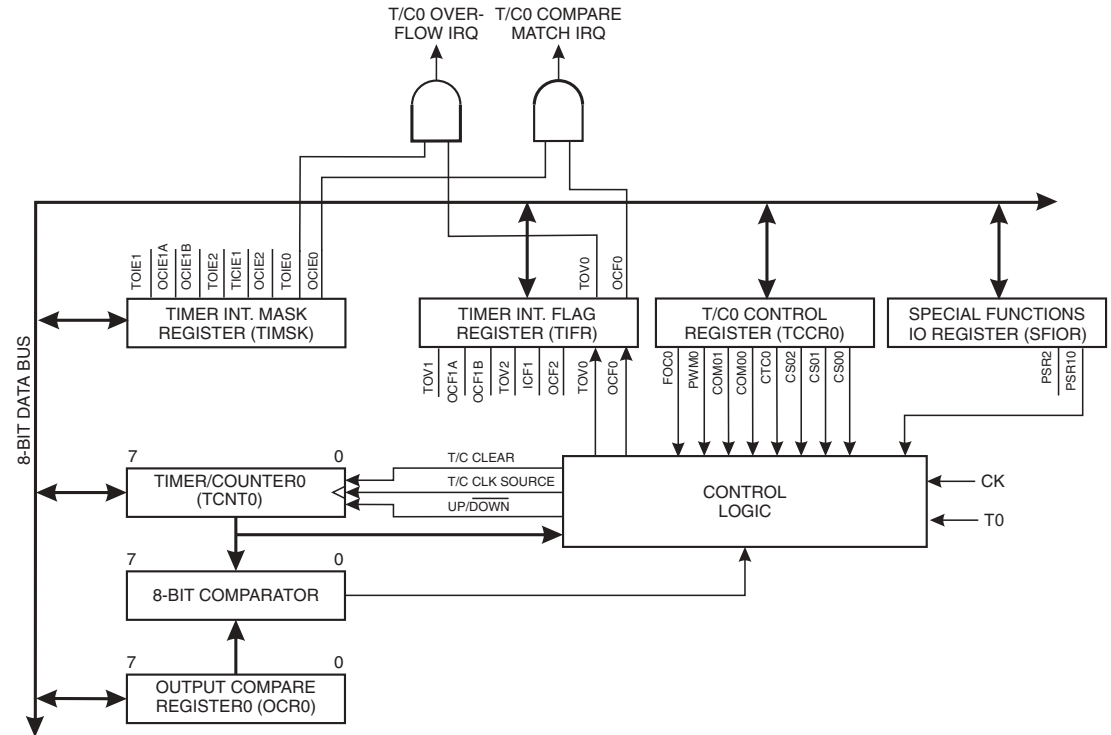 T/C0 OVER-
FLOW IRQ
T/C0 COMPARE
MATCH IRQ
8-BIT DATA BUS
TOIE1
OCIE1A
OCIE1B
TOIE2
TICIE1
OCIE2
TOIE0
OCIE0
TOV0
OCF0
TIMER INT. MASK
REGISTER (TIMSK)
TIMER INT. FLAG
REGISTER (TIFR)
T/C0 CONTROL
REGISTER (TCCR0)
SPECIAL FUNCTIONS
IO REGISTER (SFIOR)
TOV1
OCF1A
OCF1B
TOV2
ICF1
OCF2
TOV0
OCF0
FOC0
PWM0
COM01
COM00
CTC0
CS02
CS01
CS00
PSR2
PSR10
7 0
TIMER/COUNTER0
(TCNT0)
T/C CLEAR
T/C CLK SOURCE
UP/DOWN
CONTROL
LOGIC
CK
T0
7 0
8-BIT COMPARATOR
7 0
OUTPUT COMPARE
REGISTER0 (OCR0)